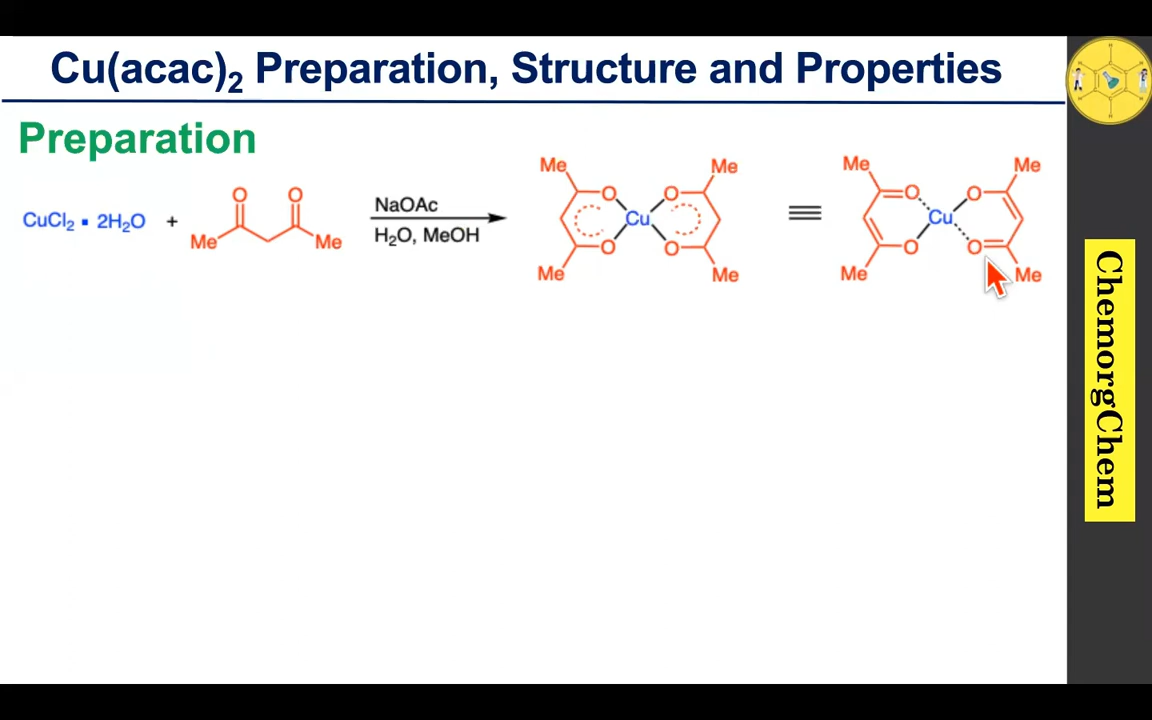 Cu(acac)₂ Preparation, Structure and Properties
Preparation
CuCl₂ ▪ 2H₂O + Me O O Me
NaOAc
H₂O, MeOH
Me Me
O O
Cu
O O
Me Me
≡
Me Me
O O
Cu
O O
Me Me
ChemorgChem